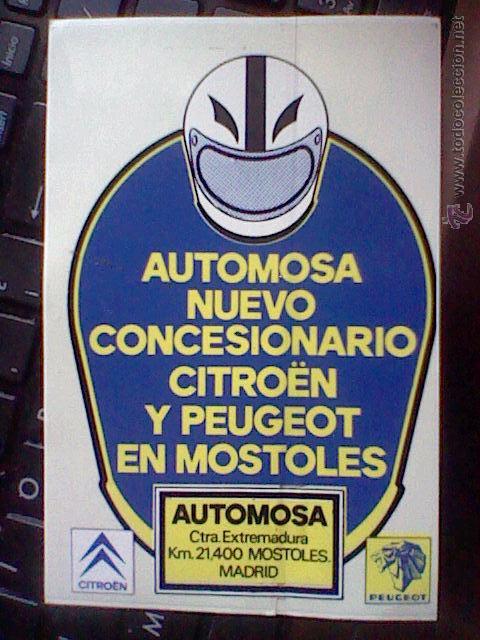 AUTOMOSA
NUEVO
CONCESIONARIO
CITROËN
Y PEUGEOT
EN MOSTOLES
AUTOMOSA
Ctra. Extremadura
Km. 21,400 MOSTOLES.
MADRID
CITROËN
PEUGEOT
Inicio
www.todocoleccion.net